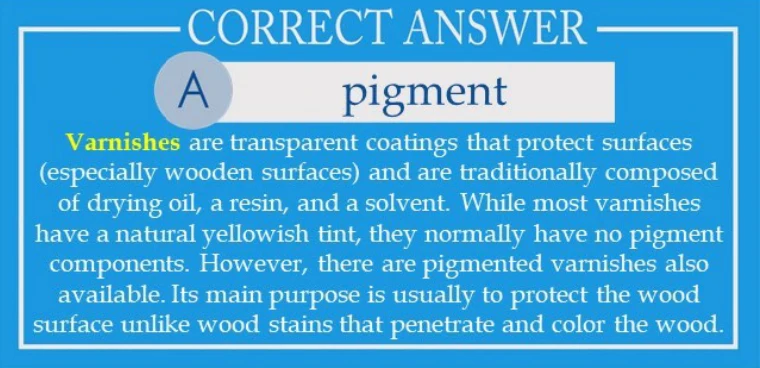 CORRECT ANSWER
A pigment
Varnishes are transparent coatings that protect surfaces
(especially wooden surfaces) and are traditionally composed
of drying oil, a resin, and a solvent. While most varnishes
have a natural yellowish tint, they normally have no pigment
components. However, there are pigmented varnishes also
available. Its main purpose is usually to protect the wood
surface unlike wood stains that penetrate and color the wood.